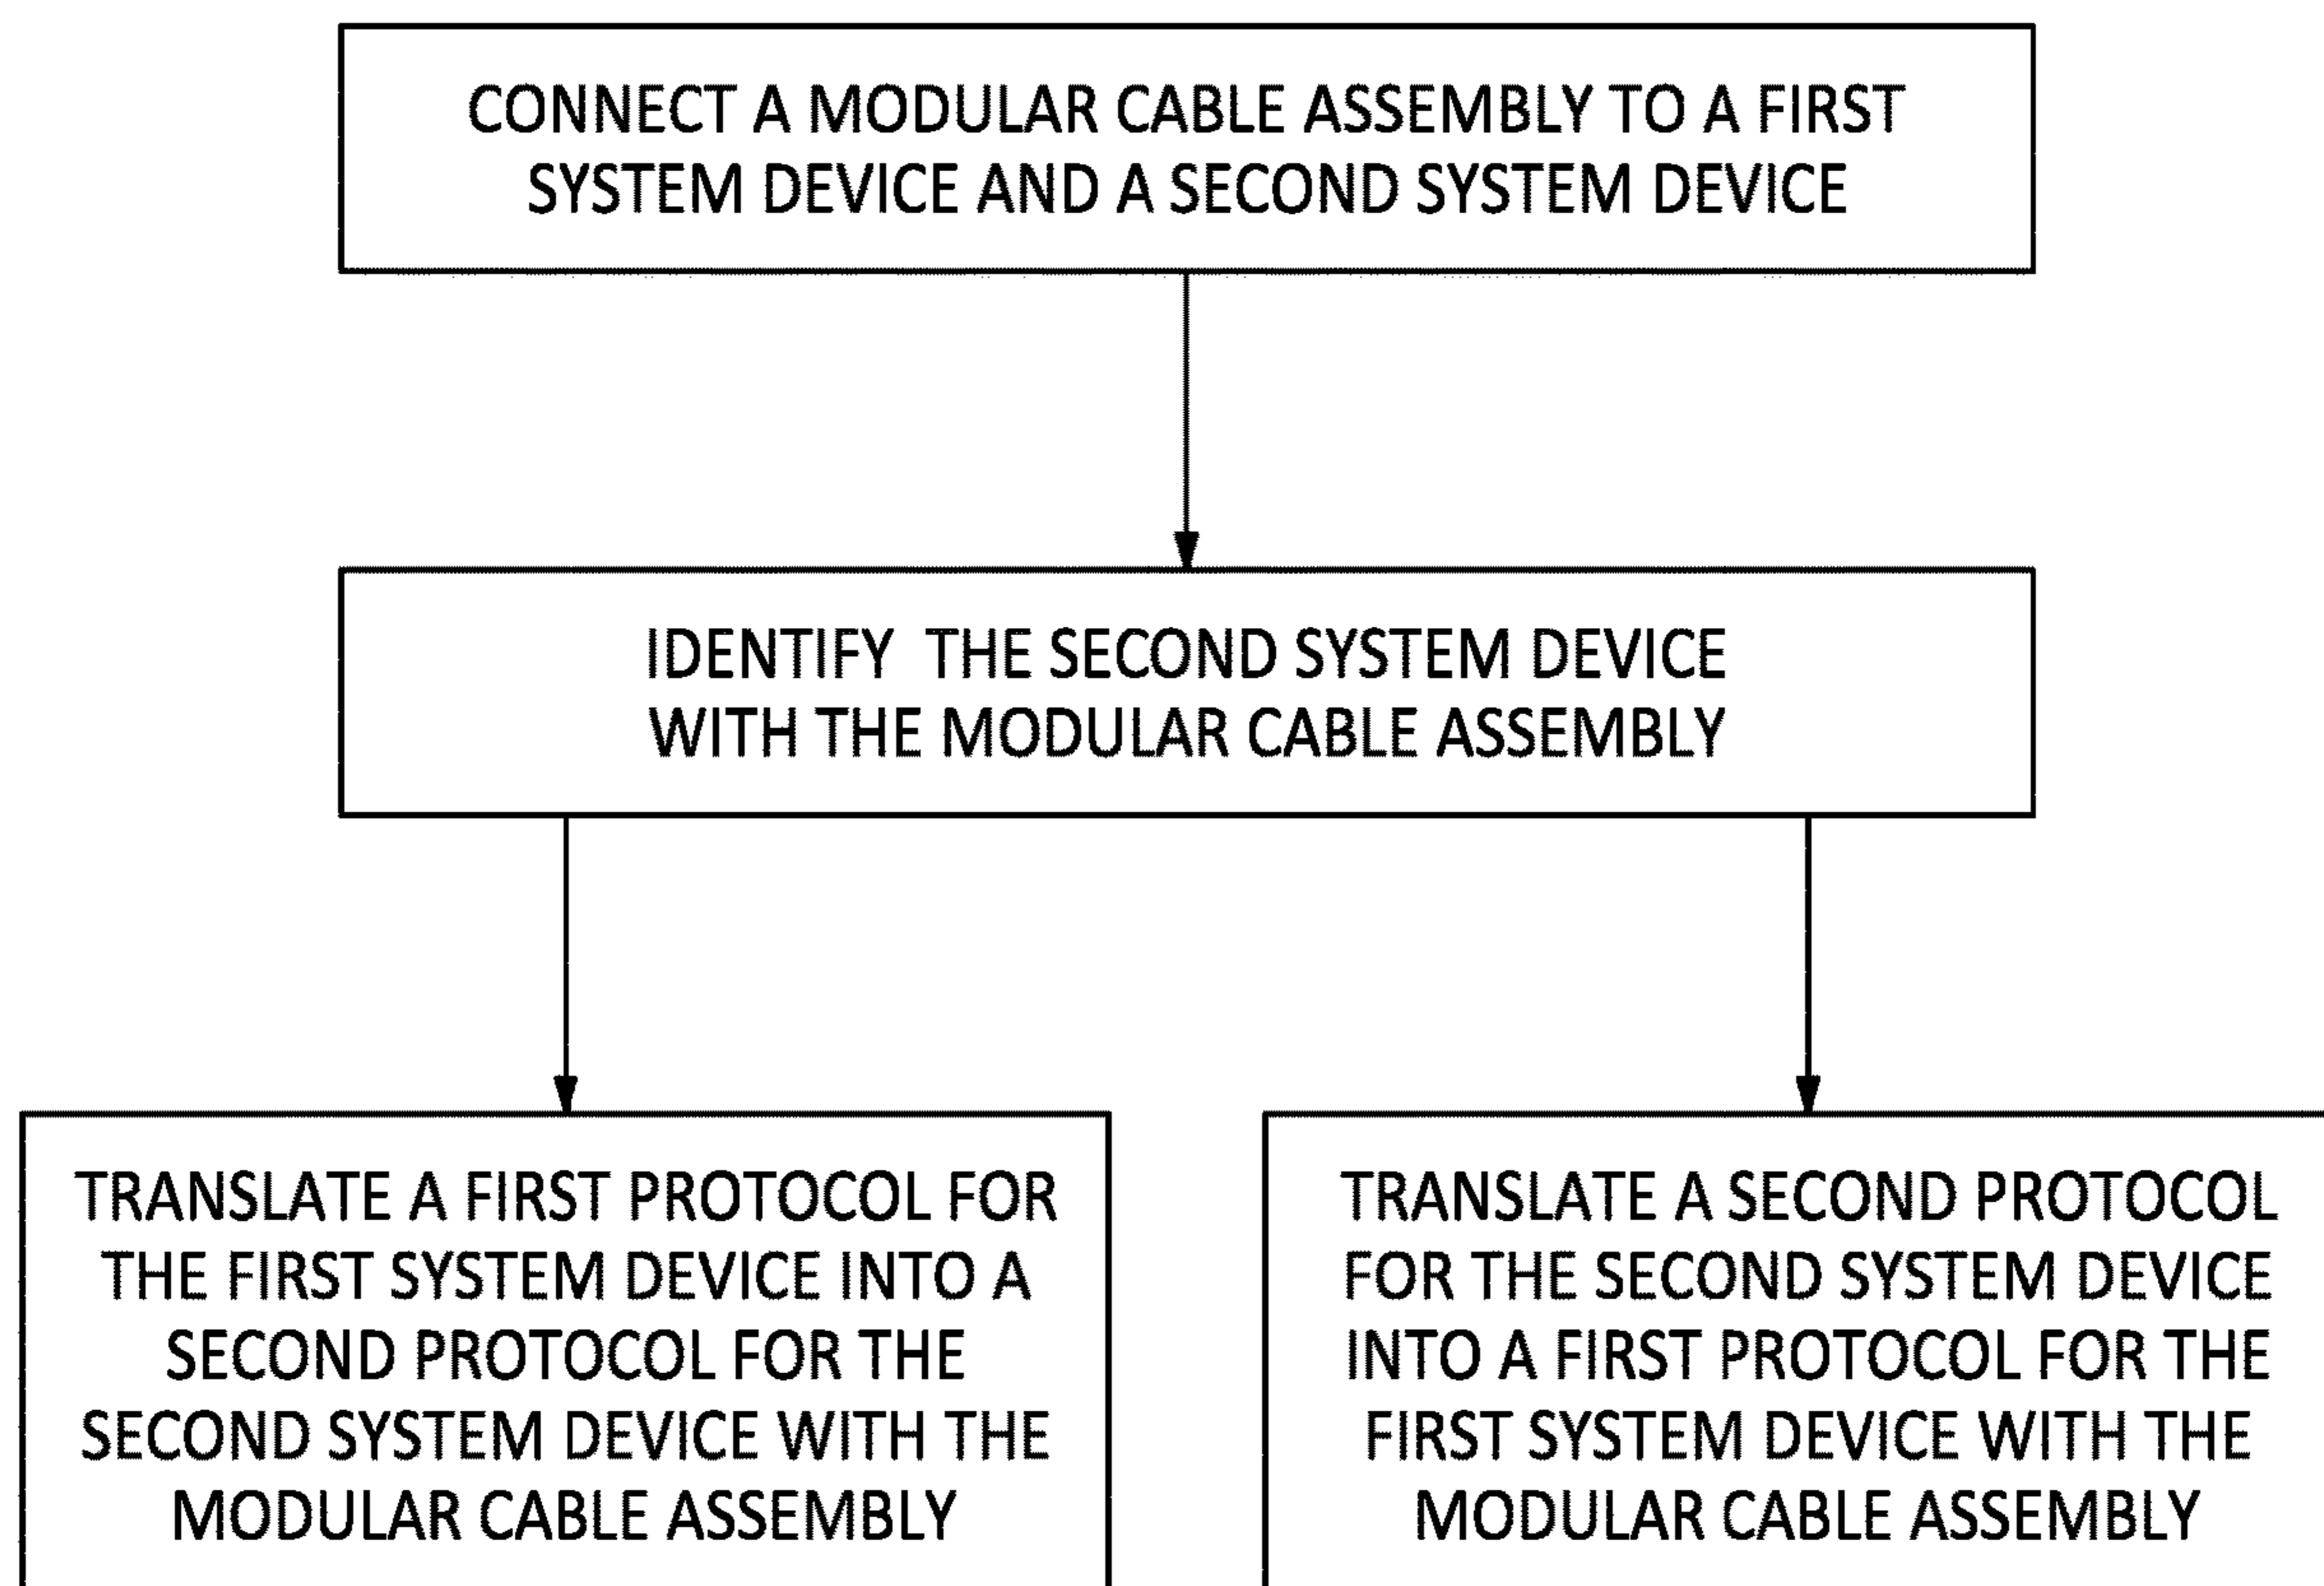 CONNECT A MODULAR CABLE ASSEMBLY TO A FIRST
SYSTEM DEVICE AND A SECOND SYSTEM DEVICE
IDENTIFY THE SECOND SYSTEM DEVICE
WITH THE MODULAR CABLE ASSEMBLY
TRANSLATE A FIRST PROTOCOL FOR
THE FIRST SYSTEM DEVICE INTO A
SECOND PROTOCOL FOR THE
SECOND SYSTEM DEVICE WITH THE
MODULAR CABLE ASSEMBLY
TRANSLATE A SECOND PROTOCOL
FOR THE SECOND SYSTEM DEVICE
INTO A FIRST PROTOCOL FOR THE
FIRST SYSTEM DEVICE WITH THE
MODULAR CABLE ASSEMBLY